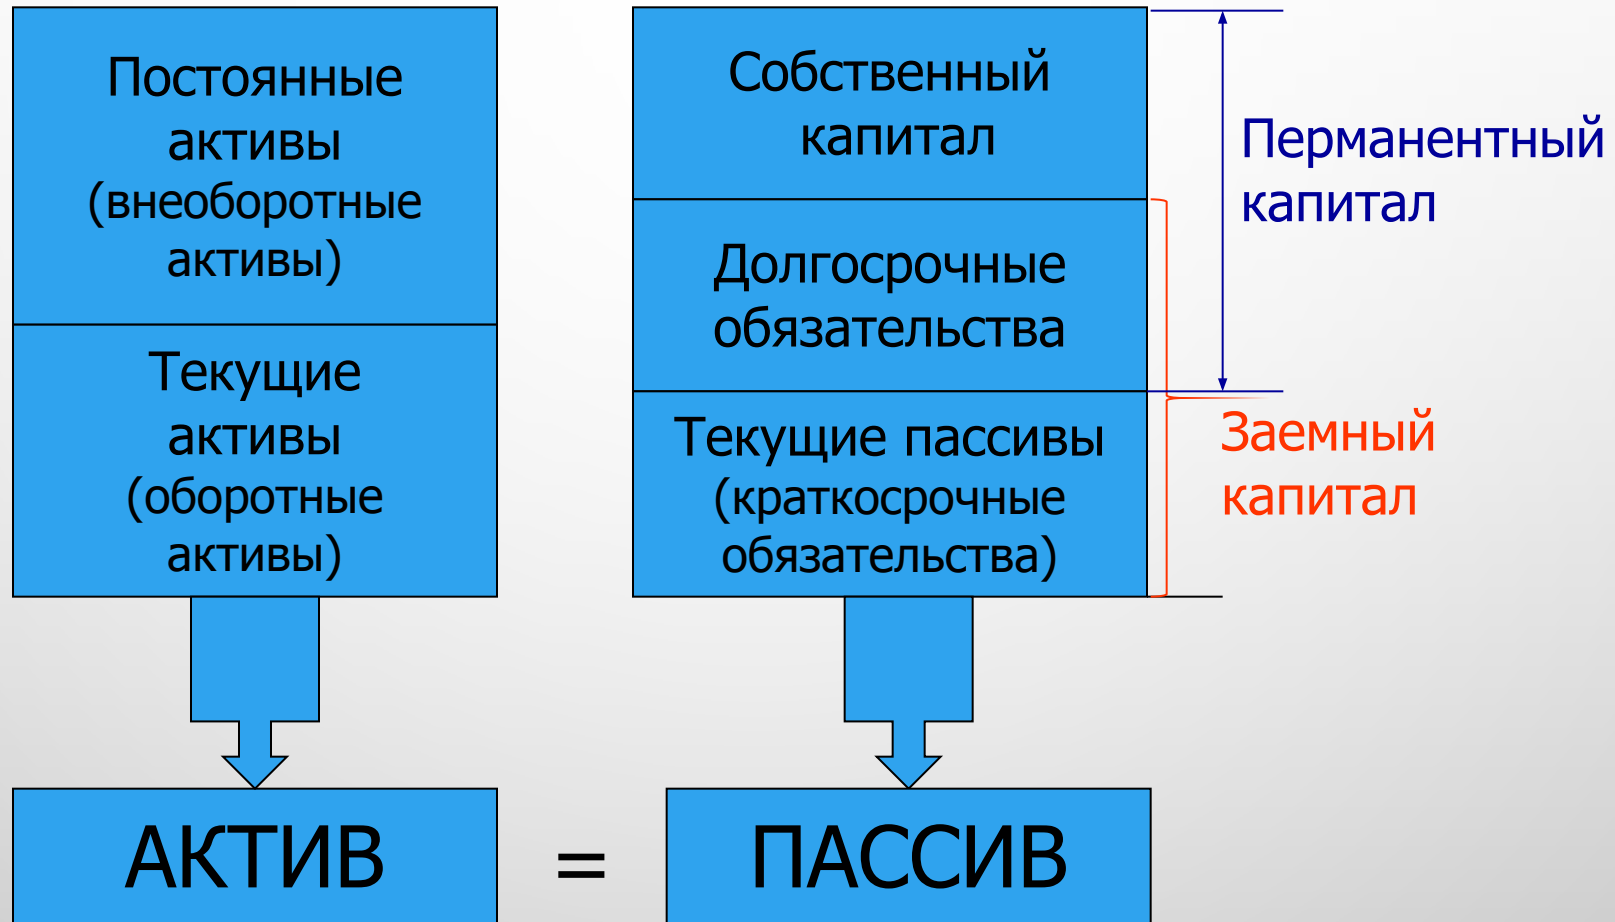 Постоянные
активы
(внеоборотные
активы)
Текущие
активы
(оборотные
активы)
Собственный
капитал
Долгосрочные
обязательства
Текущие пассивы
(краткосрочные
обязательства)
Перманентный
капитал
Заемный
капитал
АКТИВ
=
ПАССИВ